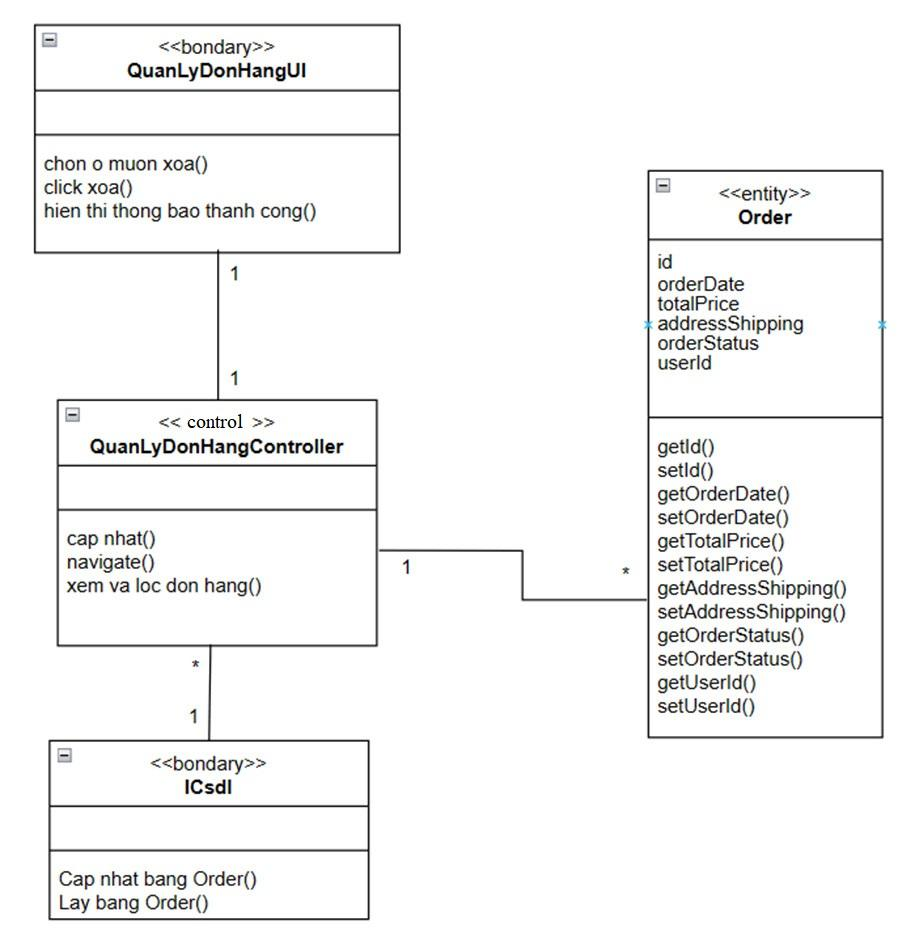 <<bondary>>
QuanLyDonHangUI
chon o muon xoa()
click xoa()
hien thi thong bao thanh cong()
1
1
<< control >>
QuanLyDonHangController
cap nhat()
navigate()
xem va loc don hang()
1
*
*
1
<<bondary>>
ICsdl
Cap nhat bang Order()
Lay bang Order()
<<entity>>
Order
id
orderDate
totalPrice
addressShipping
orderStatus
userId
getId()
setId()
getOrderDate()
setOrderDate()
getTotalPrice()
setTotalPrice()
getAddressShipping()
setAddressShipping()
getOrderStatus()
setOrderStatus()
getUserId()
setUserId()